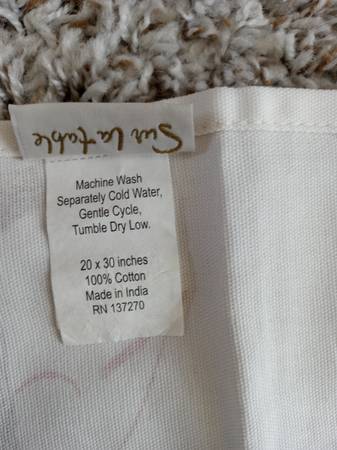 Sur la table
Machine Wash
Separately Cold Water,
Gentle Cycle,
Tumble Dry Low.
20 x 30 inches
100% Cotton
Made in India
RN 137270